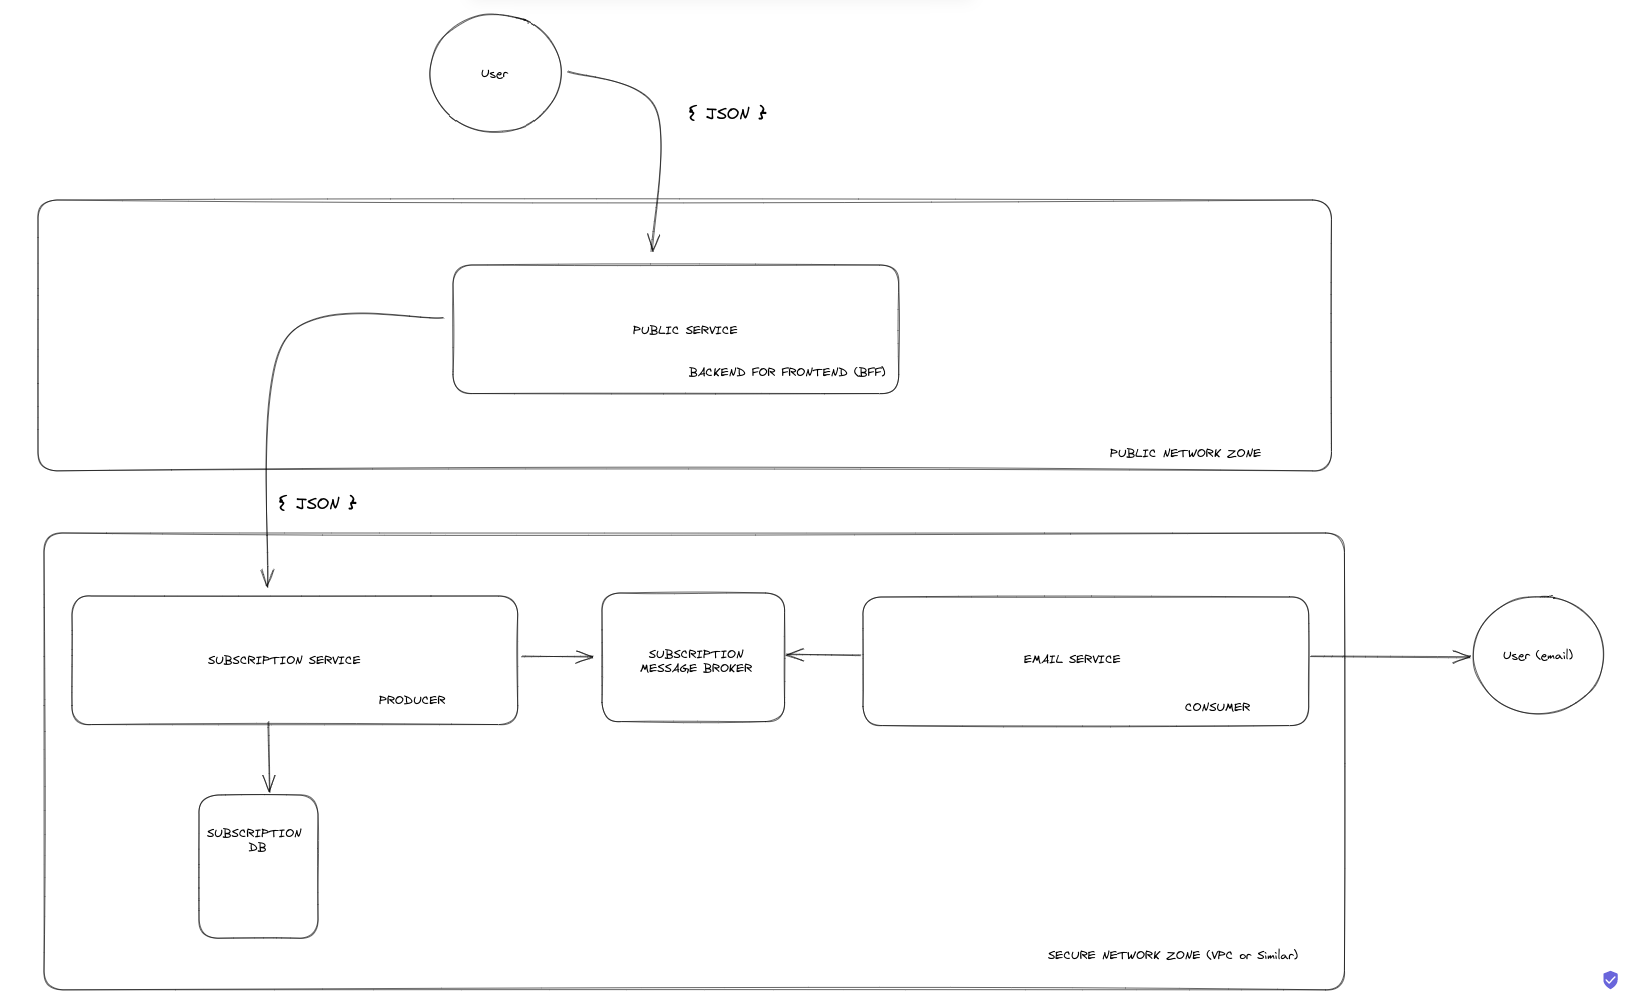 User
{ JSON }
PUBLIC SERVICE
BACKEND FOR FRONTEND (BFF)
PUBLIC NETWORK ZONE
{ JSON }
SUBSCRIPTION SERVICE
PRODUCER
SUBSCRIPTION
MESSAGE BROKER
EMAIL SERVICE
CONSUMER
User (email)
SUBSCRIPTION
DB
SECURE NETWORK ZONE (VPC or Similar)